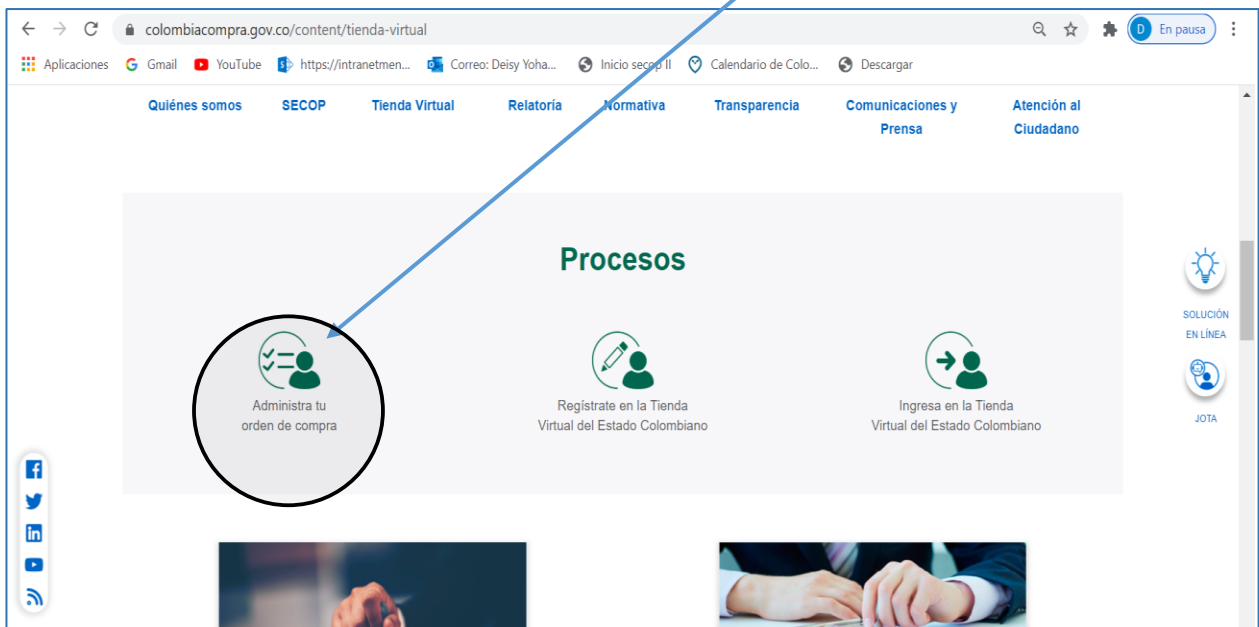 colombiacompra.gov.co/content/tienda-virtual
D En pausa
Aplicaciones Gmail YouTube https://intranetmen... Correo: Deisy Yoha... Inicio secop II Calendario de Colo... Descargar
Quiénes somos SECOP Tienda Virtual Relatoría Normativa Transparencia Comunicaciones y Prensa Atención al Ciudadano
Procesos
Administra tu
orden de compra
Regístrate en la Tienda
Virtual del Estado Colombiano
Ingresa en la Tienda
Virtual del Estado Colombiano
SOLUCIÓN
EN LÍNEA
JOTA